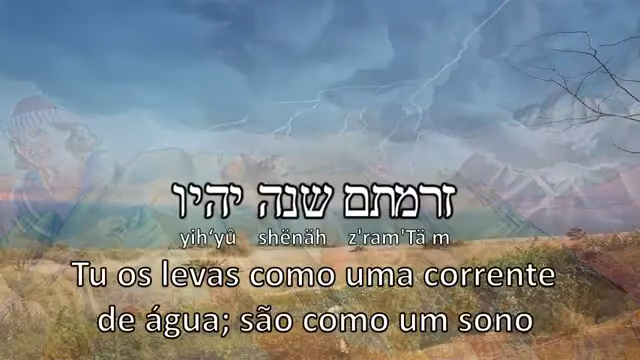 זרמתם שנה יהיו
yih‘yû shënäh z'ram'Tä m
Tu os levas como uma corrente
de água; são como um sono